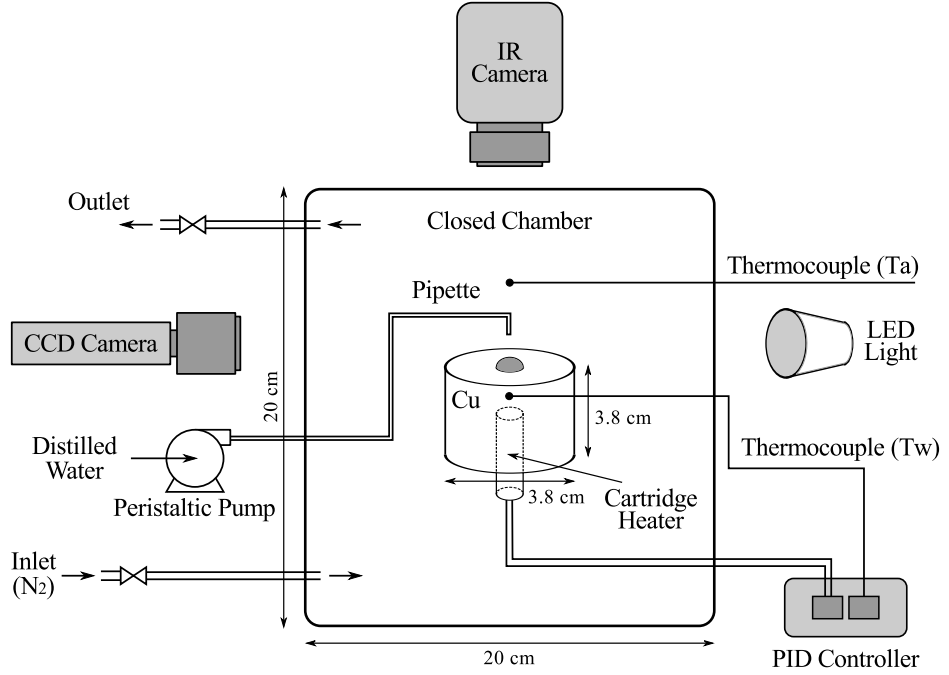 IR
Camera
Outlet
Closed Chamber
Thermocouple (Ta)
Pipette
CCD Camera
LED
Light
20 cm
Cu
3.8 cm
Distilled
Water
Thermocouple (Tw)
Peristaltic Pump
3.8 cm
Cartridge
Heater
Inlet
(N2)
20 cm
PID Controller